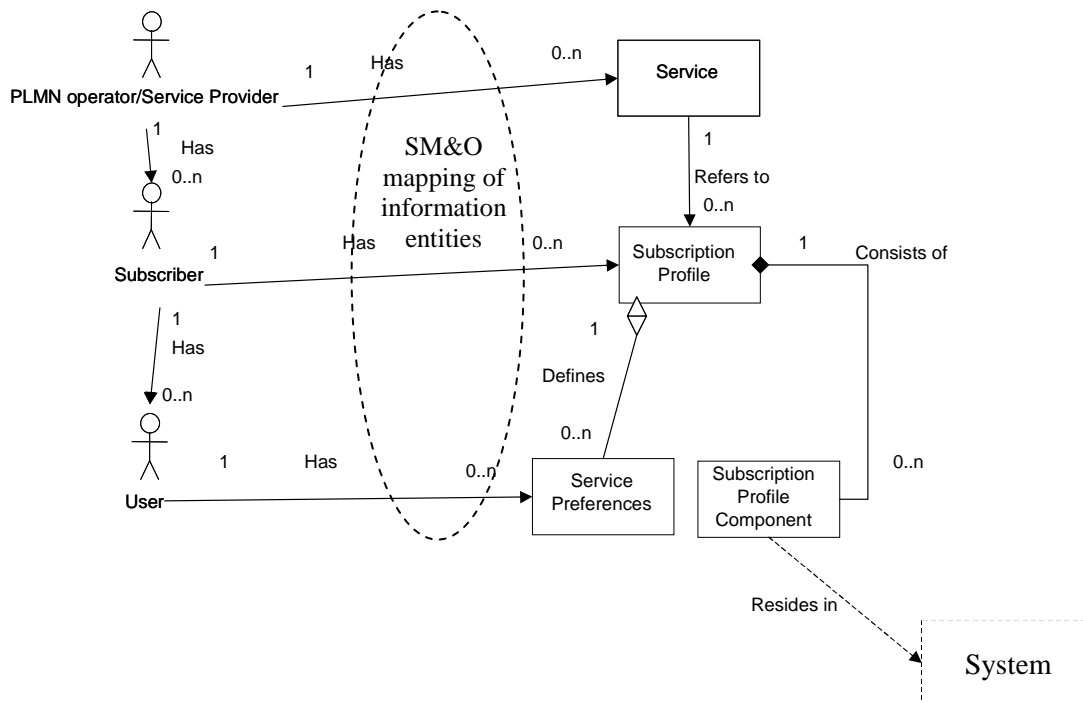 1
Has
0..n
Service
PLMN operator/Service Provider
1
Has
0..n
SM&O
mapping of
information
entities
1
Refers to
0..n
Subscriber
1
Has
0..n
Subscription
Profile
1
Consists of
1
Has
0..n
1
Defines
0..n
0..n
User
1
Has
0..n
Service
Preferences
Subscription
Profile
Component
Resides in
System